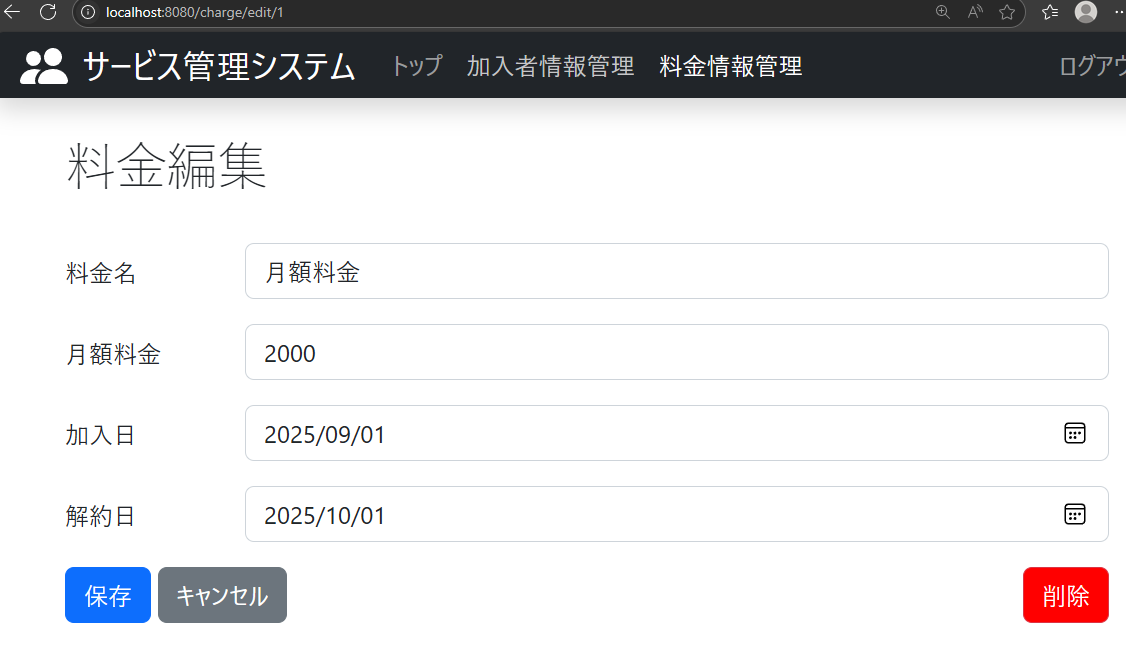 localhost:8080/charge/edit/1
サービス管理システム トップ 加入者情報管理 料金情報管理 ログアウ
料金編集
料金名 月額料金
月額料金 2000
加入日 2025/09/01
解約日 2025/10/01
保存 キャンセル 削除